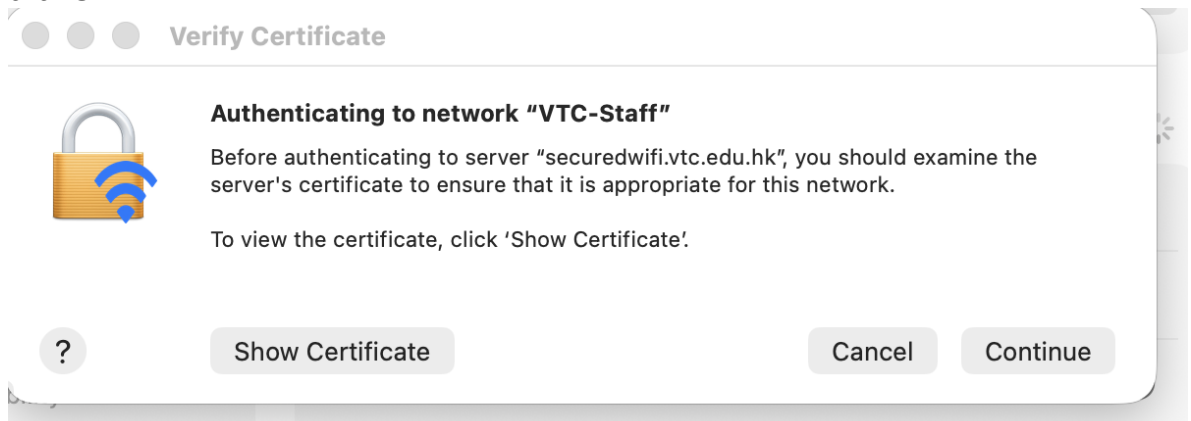 Verify Certificate
Authenticating to network “VTC-Staff”
Before authenticating to server “securedwifi.vtc.edu.hk”, you should examine the
server's certificate to ensure that it is appropriate for this network.
To view the certificate, click ‘Show Certificate’.
?
Show Certificate
Cancel
Continue